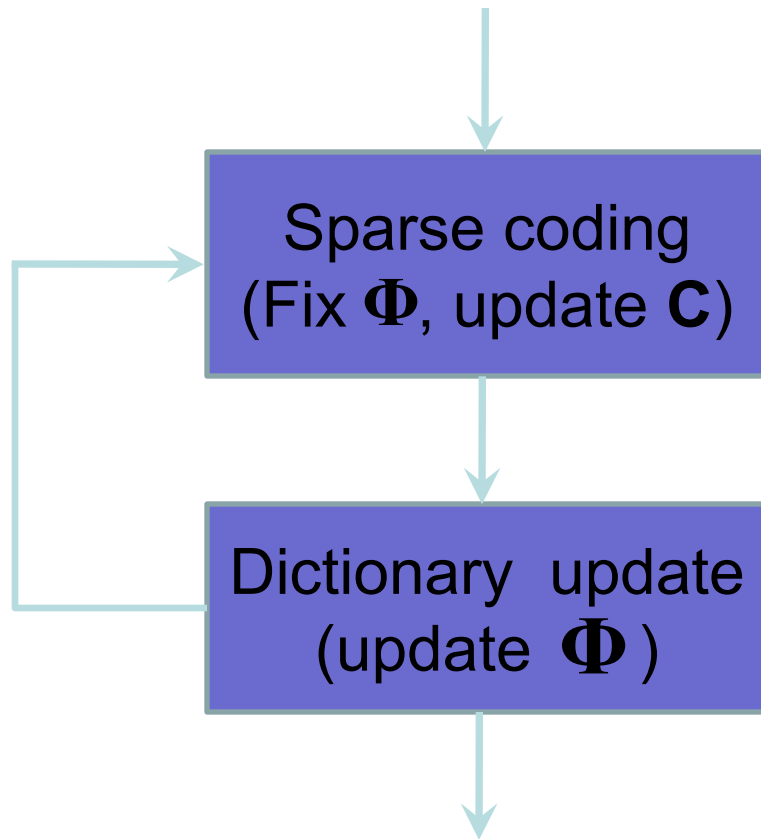 Sparse coding
(Fix Φ, update C)
Dictionary update
(update Φ )